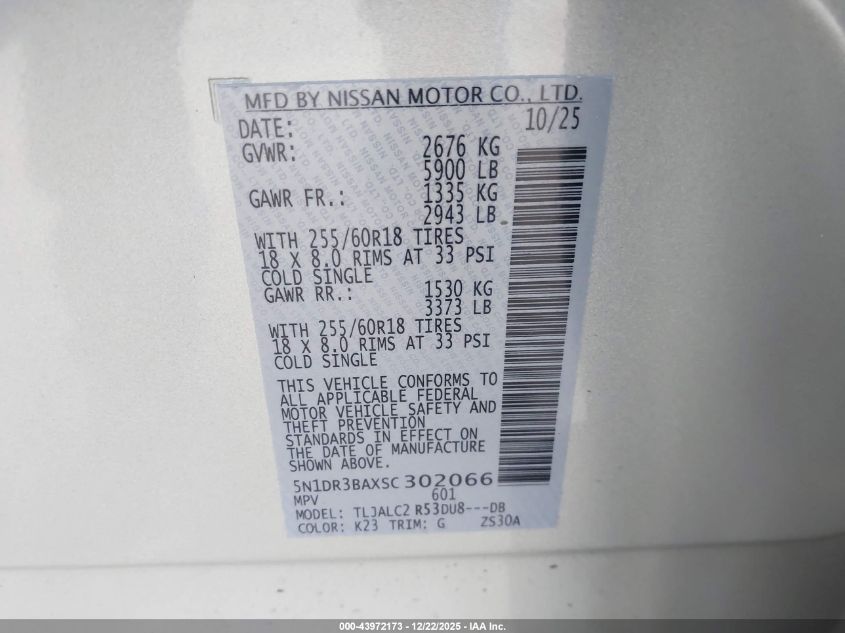 MFD BY NISSAN MOTOR CO., LTD.
DATE: 10/25
GVWR: 2676 KG
5900 LB
GAWR FR.: 1335 KG
2943 LB
WITH 255/60R18 TIRES
18 X 8.0 RIMS AT 33 PSI
COLD SINGLE
GAWR RR.: 1530 KG
3373 LB
WITH 255/60R18 TIRES
18 X 8.0 RIMS AT 33 PSI
COLD SINGLE
THIS VEHICLE CONFORMS TO
ALL APPLICABLE FEDERAL
MOTOR VEHICLE SAFETY AND
THEFT PREVENTION
STANDARDS IN EFFECT ON
THE DATE OF MANUFACTURE
SHOWN ABOVE.
5N1DR3BAXSC302066
MPV 601
MODEL: TLJALC2 R53DU8---DB
COLOR: K23 TRIM: G ZS30A
000-43972173 - 12/22/2025 - IAA Inc.